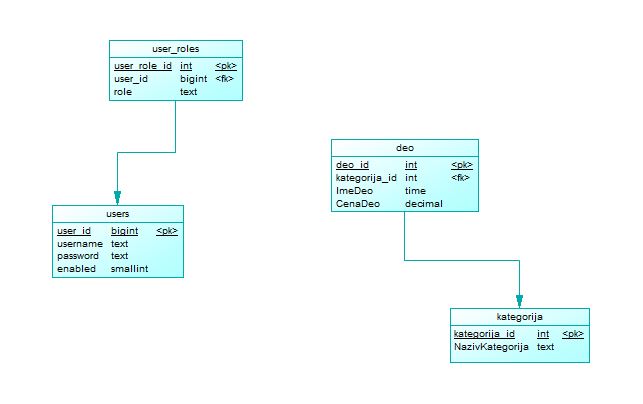 user_roles
user_role_id int <pk>
user_id bigint <fk>
role text
deo
deo_id int <pk>
kategorija_id int <fk>
ImeDeo time
CenaDeo decimal
users
user_id bigint <pk>
username text
password text
enabled smallint
kategorija
kategorija_id int <pk>
NazivKategorija text